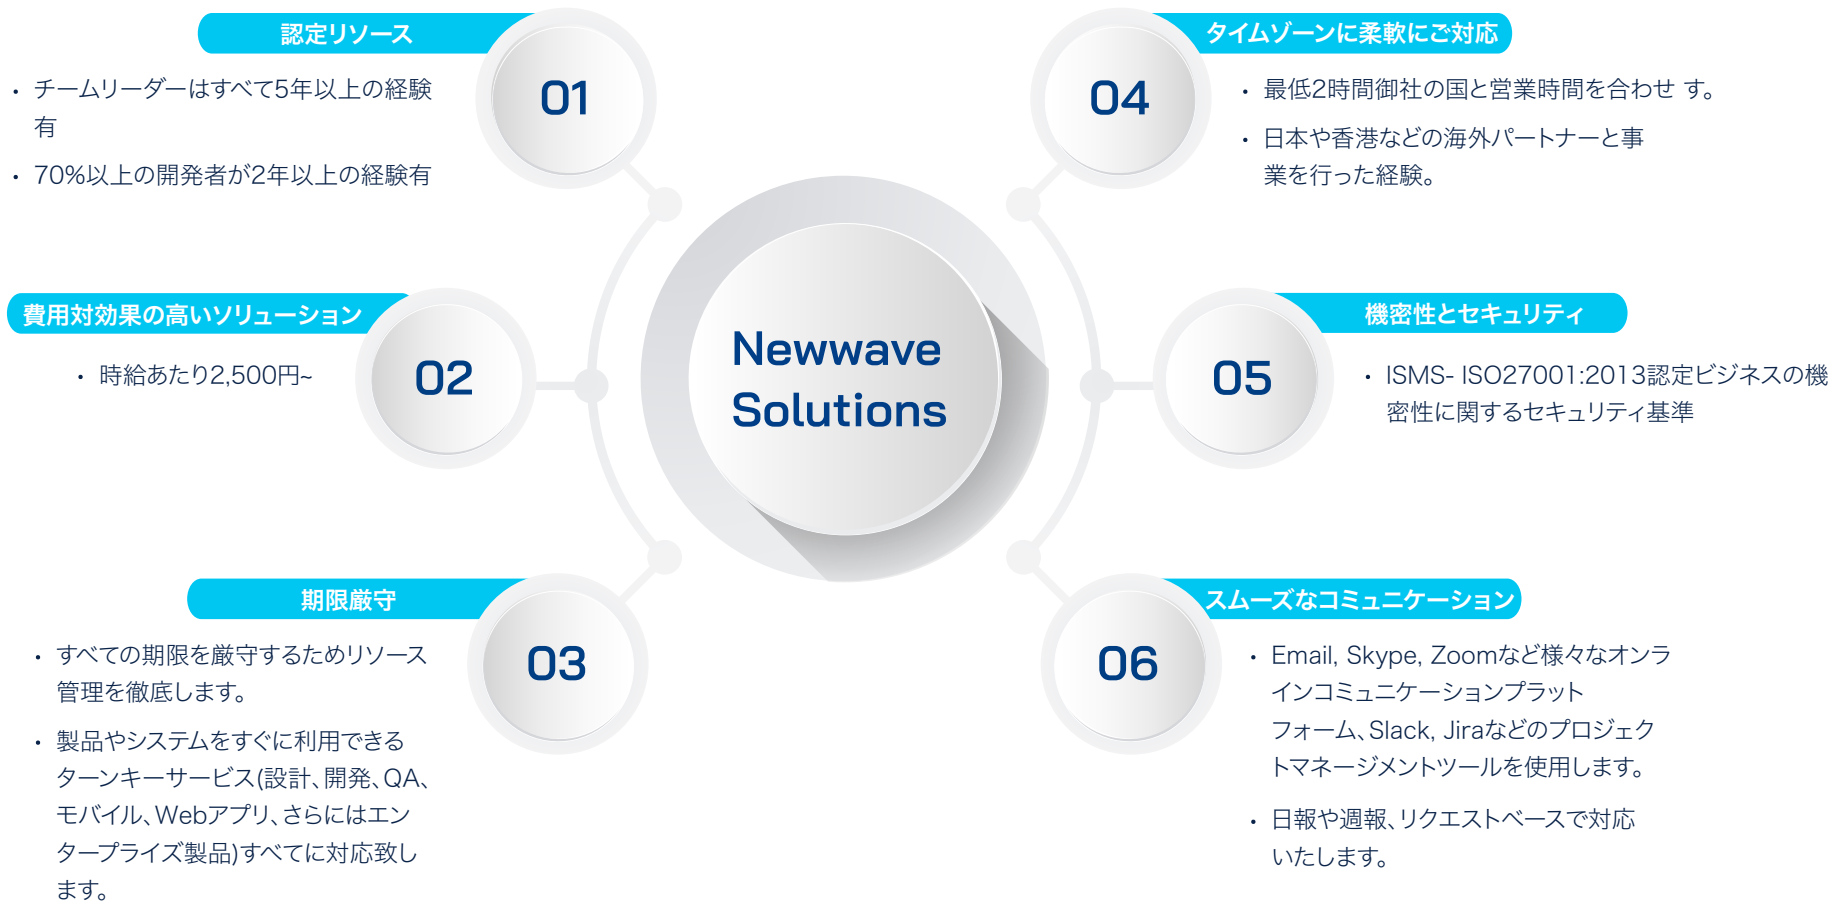 認定リソース
01
• チームリーダーはすべて5年以上の経験
有
• 70%以上の開発者が2年以上の経験有
費用対効果の高いソリューション
02
• 時給あたり2,500円~
期限厳守
03
• すべての期限を厳守するためリソース
管理を徹底します。
• 製品やシステムをすぐに利用できる
ターンキーサービス(設計、開発、QA、
モバイル、Webアプリ、さらにはエン
タープライズ製品)すべてに対応致し
ます。
Newwave
Solutions
タイムゾーンに柔軟にご対応
04
• 最低2時間御社の国と営業時間を合わせ す。
• 日本や香港などの海外パートナーと事
業を行った経験。
機密性とセキュリティ
05
• ISMS- ISO27001:2013認定ビジネスの機
密性に関するセキュリティ基準
スムーズなコミュニケーション
06
• Email, Skype, Zoomなど様々なオンラ
インコミュニケーションプラット
フォーム、Slack, Jiraなどのプロジェク
トマネージメントツールを使用します。
• 日報や週報、リクエストベースで対応
いたします。